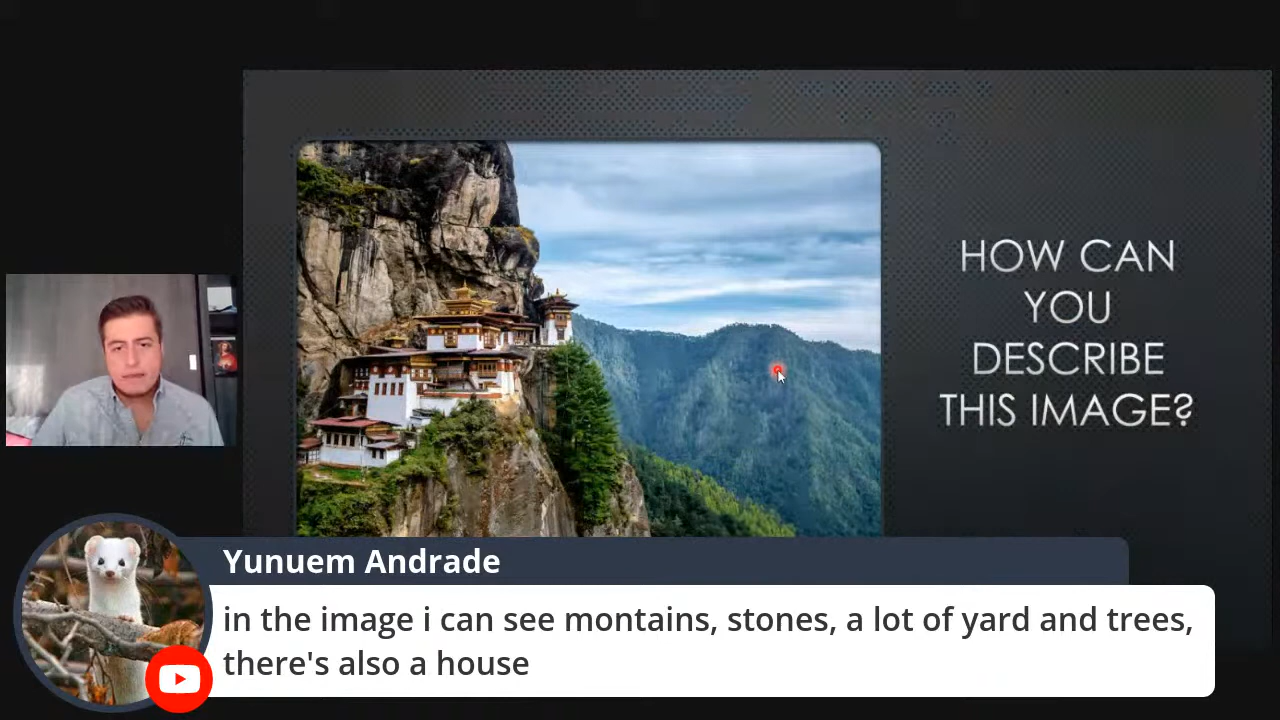 HOW CAN
YOU
DESCRIBE
THIS IMAGE?
Yunuem Andrade
in the image i can see montains, stones, a lot of yard and trees,
there's also a house